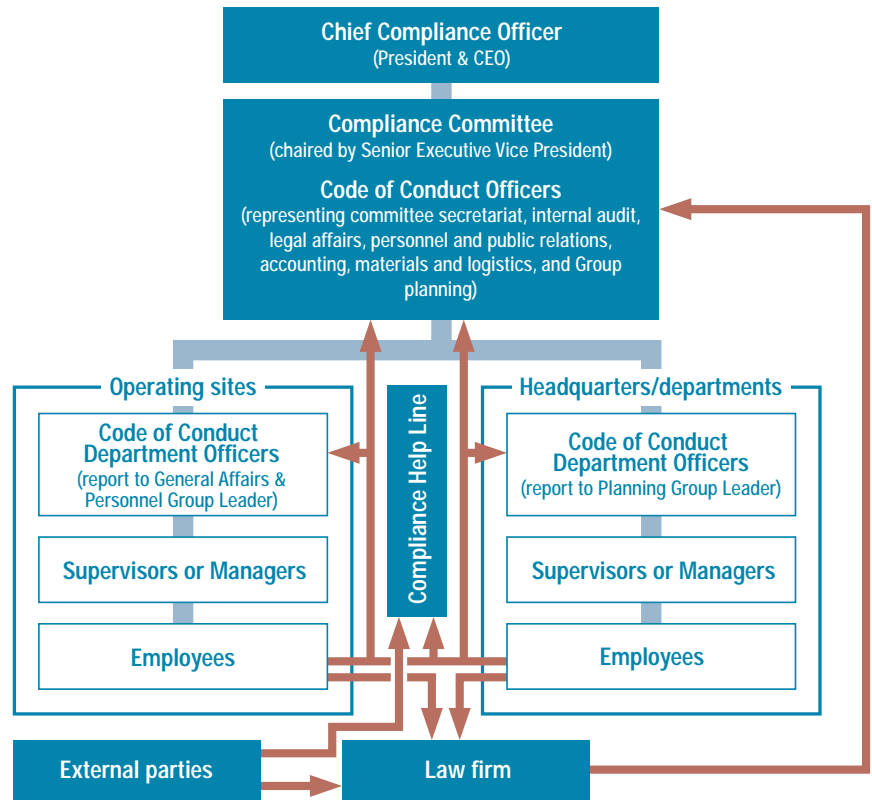 Chief Compliance Officer
(President & CEO)
Compliance Committee
(chaired by Senior Executive Vice President)
Code of Conduct Officers
(representing committee secretariat, internal audit,
legal affairs, personnel and public relations,
accounting, materials and logistics, and Group
planning)
Operating sites
Code of Conduct
Department Officers
(report to General Affairs &
Personnel Group Leader)
Supervisors or Managers
Employees
Compliance Help Line
Headquarters/departments
Code of Conduct
Department Officers
(report to Planning Group Leader)
Supervisors or Managers
Employees
External parties
Law firm